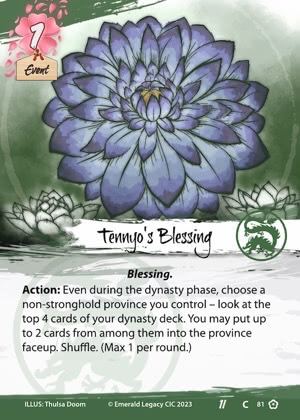 1
Event
Tennyo's Blessing
Blessing.
Action: Even during the dynasty phase, choose a
non-stronghold province you control – look at the
top 4 cards of your dynasty deck. You may put up
to 2 cards from among them into the province
faceup. Shuffle. (Max 1 per round.)
ILLUS: Thulsa Doom © Emerald Legacy CIC 2023 C 81